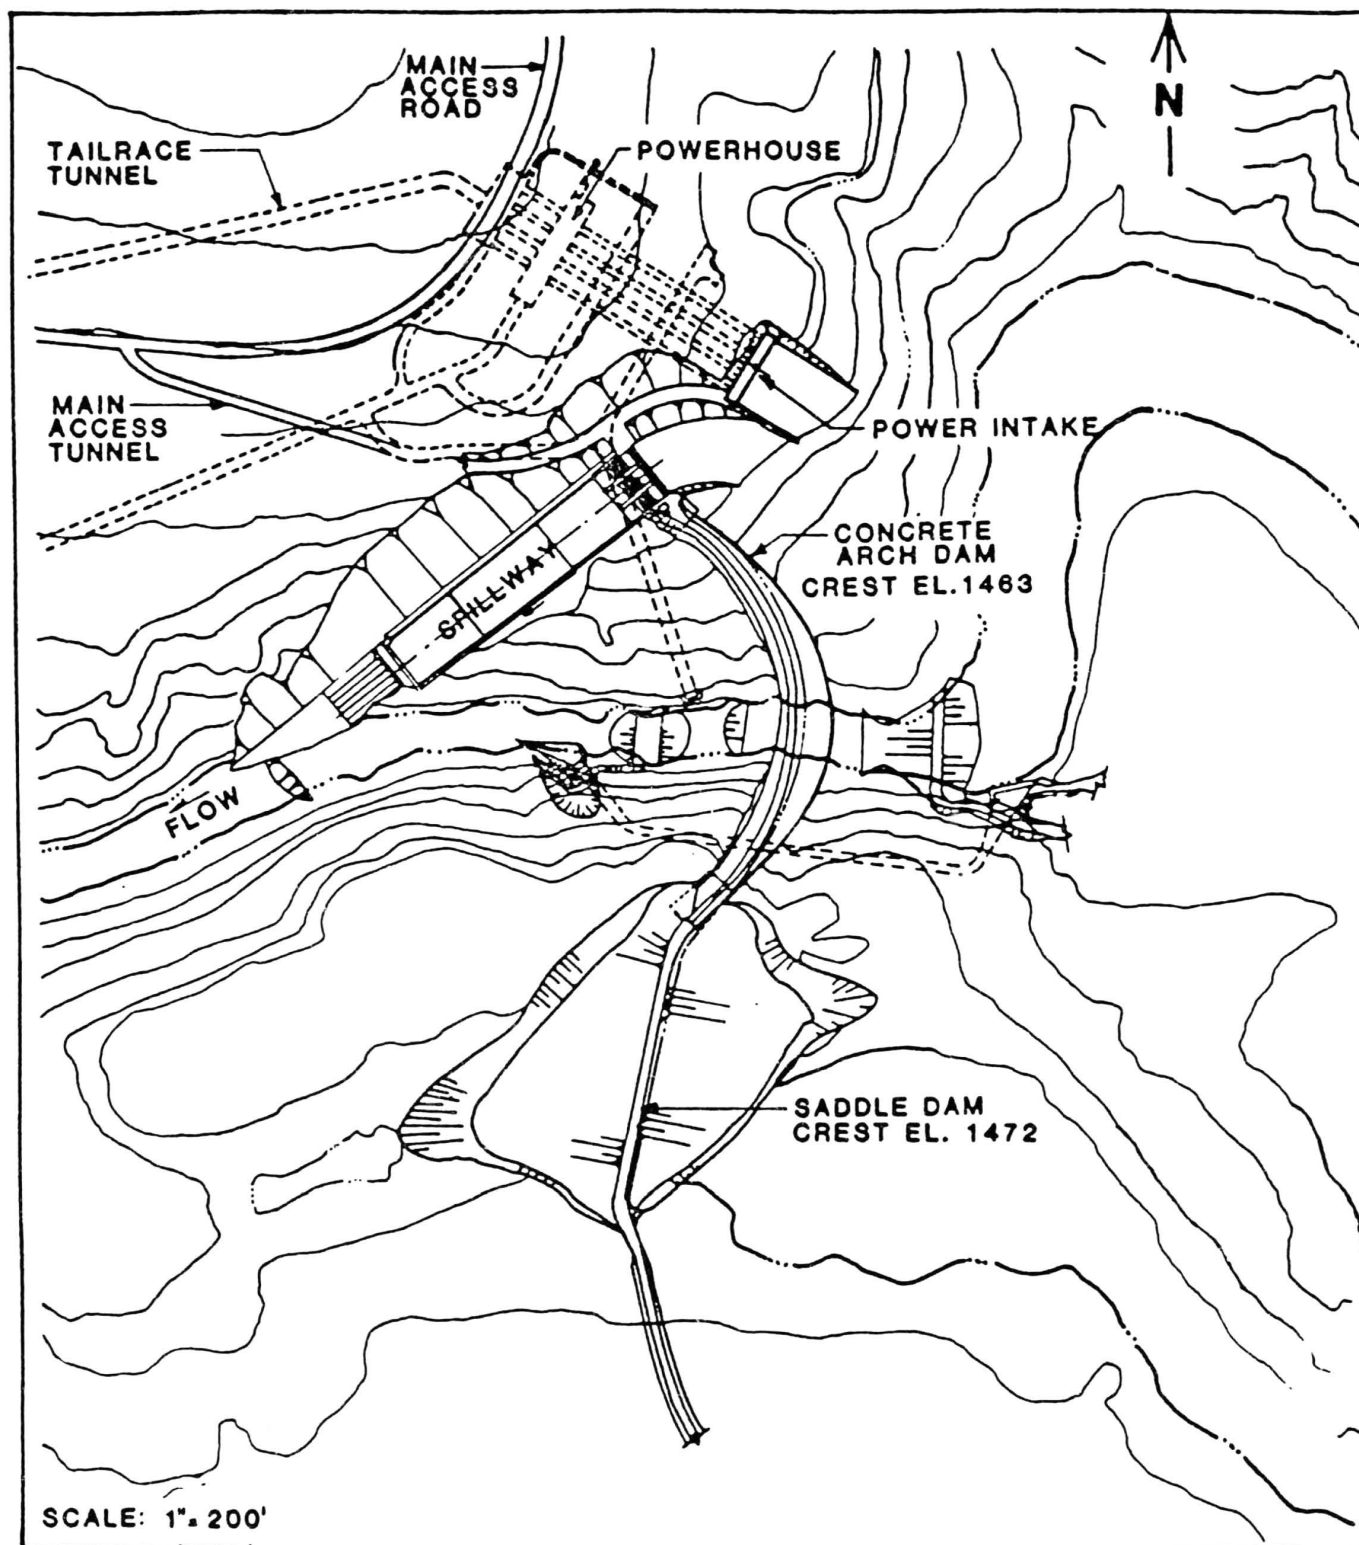 MAIN
ACCESS
ROAD
N
TAILRACE
TUNNEL
POWERHOUSE
MAIN
ACCESS
TUNNEL
POWER INTAKE
CONCRETE
ARCH DAM
CREST EL. 1463
SPILLWAY
FLOW
SADDLE DAM
CREST EL. 1472
SCALE: 1"= 200'